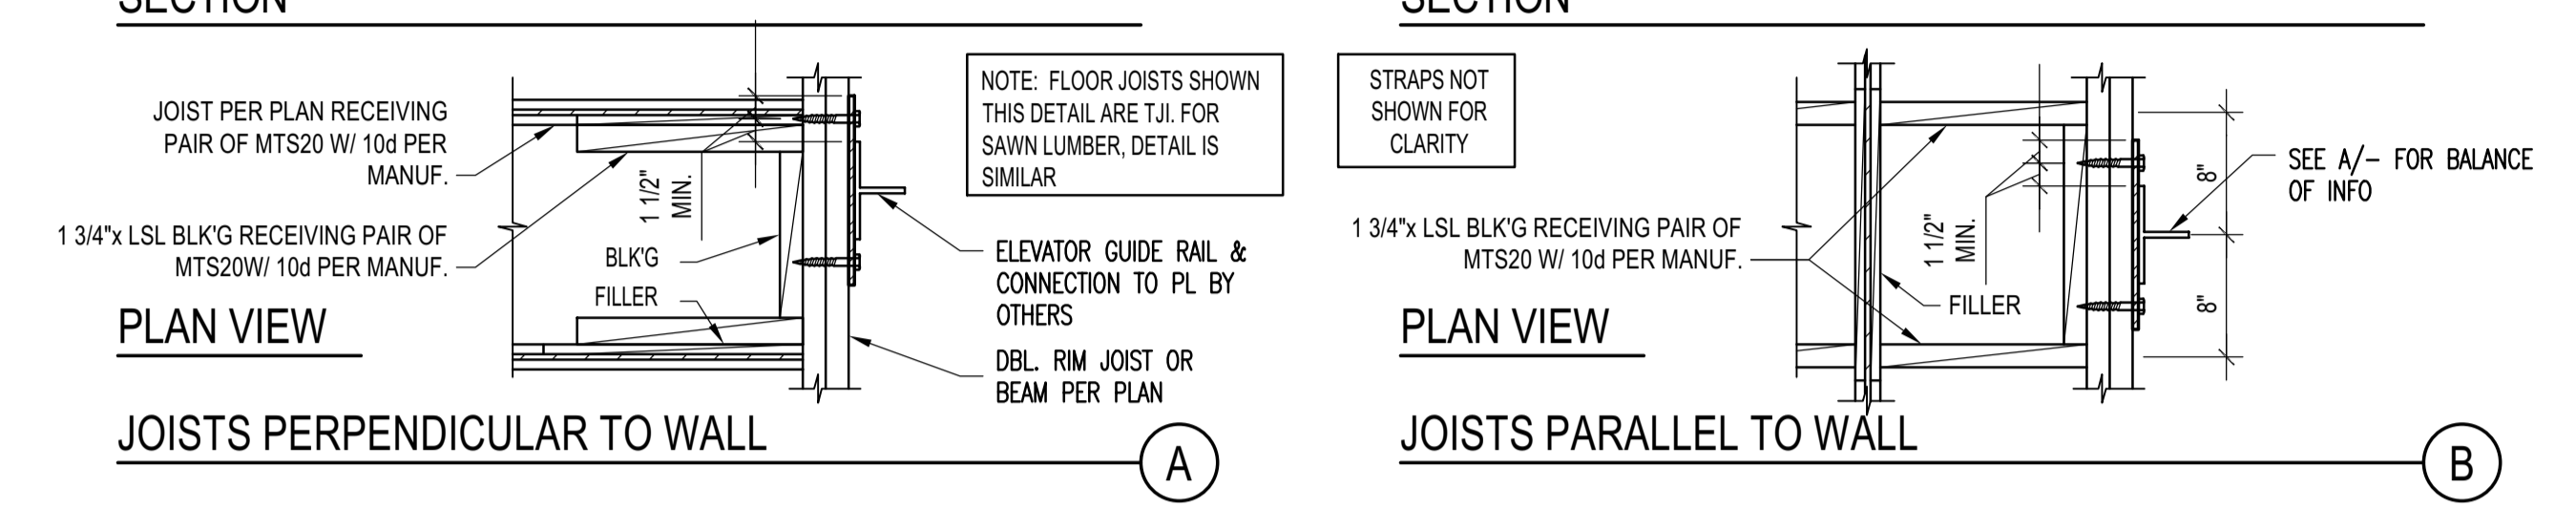 SECTION
JOIST PER PLAN RECEIVING
PAIR OF MTS20 W/ 10d PER
MANUF.
1 3/4"x LSL BLK'G RECEIVING PAIR OF
MTS20W/ 10d PER MANUF.
1 1/2"
MIN.
BLK'G
FILLER
NOTE: FLOOR JOISTS SHOWN
THIS DETAIL ARE TJI. FOR
SAWN LUMBER, DETAIL IS
SIMILAR
ELEVATOR GUIDE RAIL &
CONNECTION TO PL BY
OTHERS
DBL. RIM JOIST OR
BEAM PER PLAN
PLAN VIEW
JOISTS PERPENDICULAR TO WALL
A
SECTION
STRAPS NOT
SHOWN FOR
CLARITY
1 3/4"x LSL BLK'G RECEIVING PAIR OF
MTS20 W/ 10d PER MANUF.
1 1/2"
MIN.
FILLER
8"
8"
SEE A/- FOR BALANCE
OF INFO
PLAN VIEW
JOISTS PARALLEL TO WALL
B